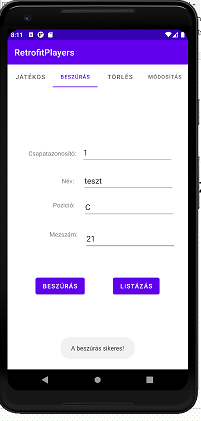 8:11
RetrofitPlayers
JÁTÉKOS BESZÚRÁS TÖRLÉS MÓDOSÍTÁS
Csapatazonosító: 1
Név: teszt
Pozíció: C
Mezszám: 21
BESZÚRÁS LISTÁZÁS
A beszúrás sikeres!